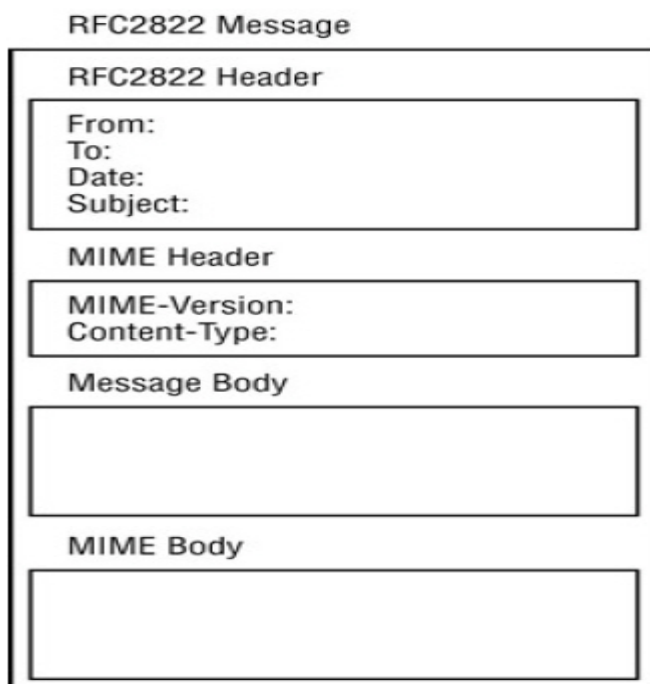 RFC2822 Message
RFC2822 Header
From:
To:
Date:
Subject:
MIME Header
MIME-Version:
Content-Type:
Message Body
MIME Body